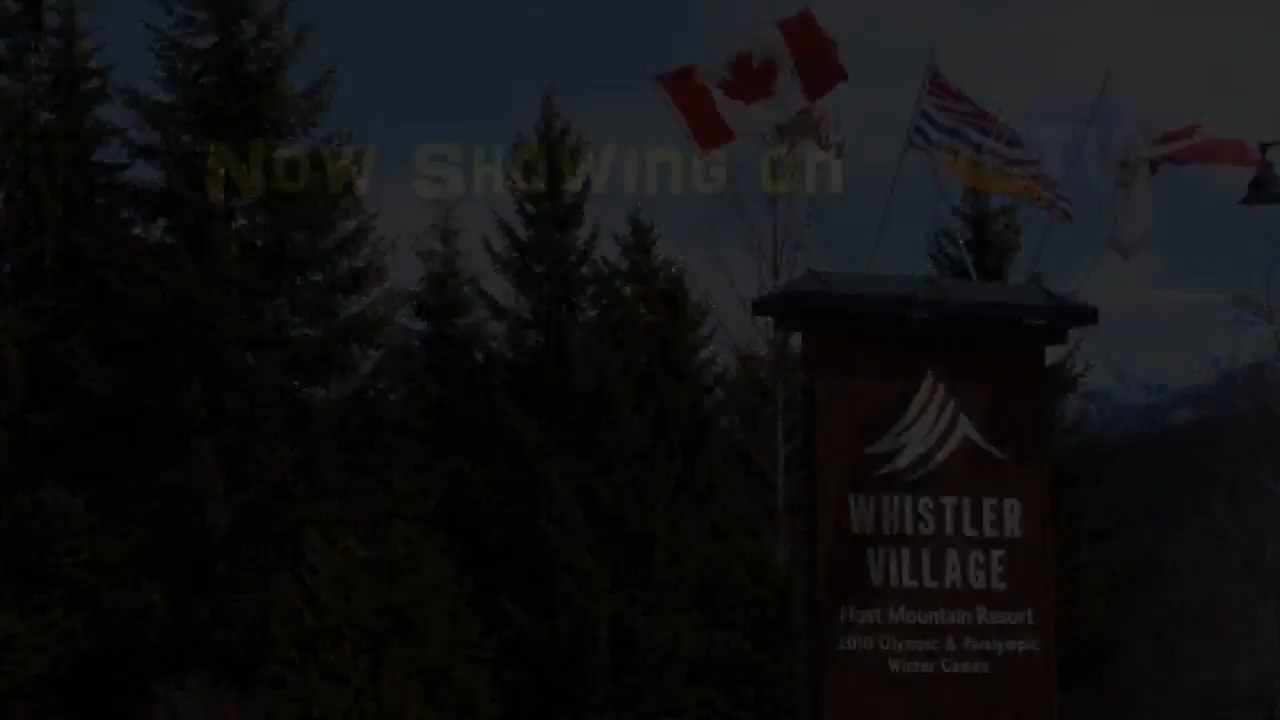 Now Showing on
WHISTLER
VILLAGE
Host Mountain Resort
2010 Olympic & Paralympic
Winter Games